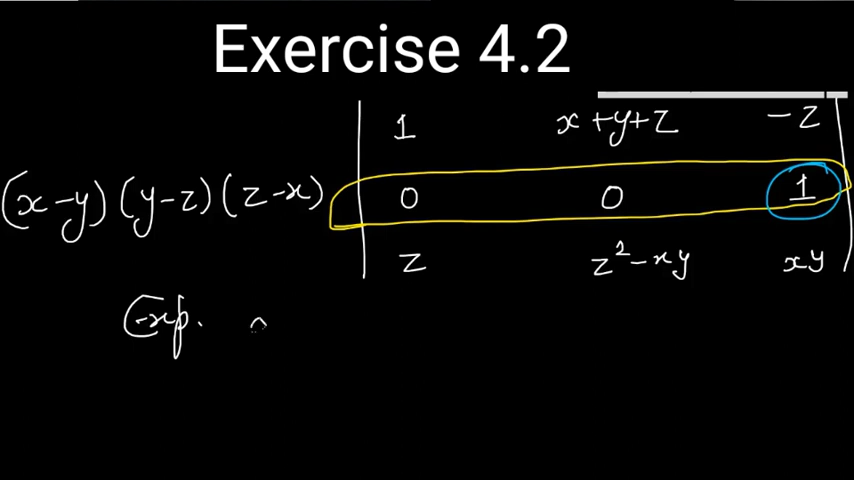 Exercise 4.2
1 x+y+z -z
(x-y)(y-z)(z-x) 0 0 1
z z²-xy xy
Exp.